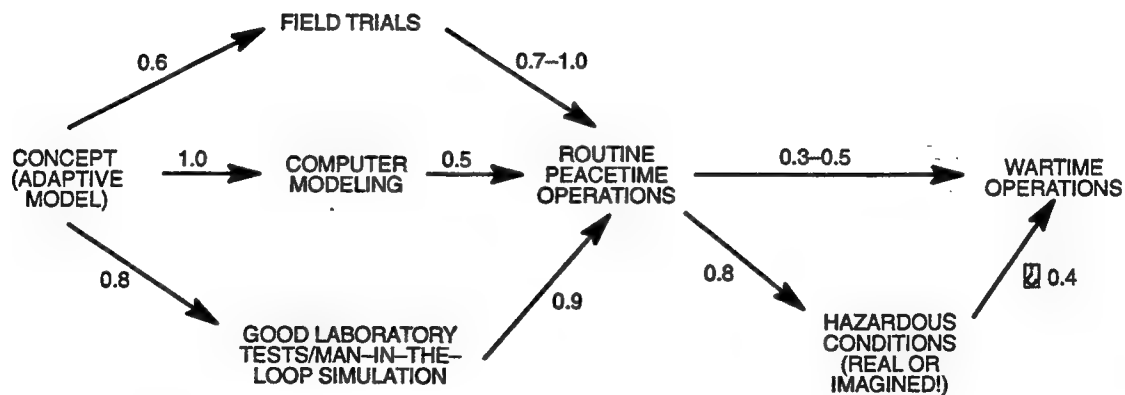 FIELD TRIALS
0.6
0.7–1.0
CONCEPT
(ADAPTIVE
MODEL)
1.0
COMPUTER
MODELING
0.5
ROUTINE
PEACETIME
OPERATIONS
0.3–0.5
WARTIME
OPERATIONS
0.8
0.9
0.8
0.4
GOOD LABORATORY
TESTS/MAN–IN–THE–
LOOP SIMULATION
HAZARDOUS
CONDITIONS
(REAL OR
IMAGINED!)